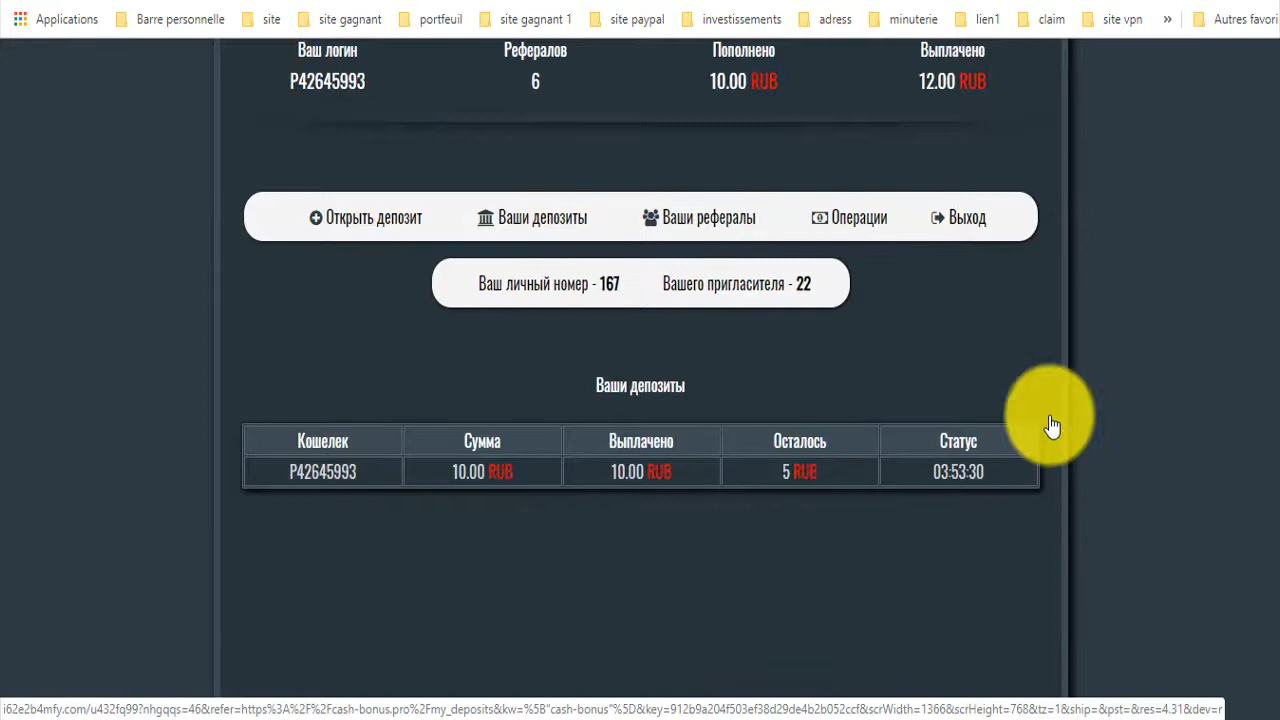 Applications Barre personnelle site site gagnant portfeuil site gagnant 1 site paypal investissements adress minuterie lien1 claim site vpn » Autres favori
Ваш логин Рефералов Пополнено Выплачено
P42645993 6 10.00 RUB 12.00 RUB
Открыть депозит Ваши депозиты Ваши рефералы Операции Выход
Ваш личный номер - 167 Вашего пригласителя - 22
Ваши депозиты
Кошелек Сумма Выплачено Осталось Статус
P42645993 10.00 RUB 10.00 RUB 5 RUB 03:53:30
i62e2b4mfy.com/u432fq99?nhgqqs=46&refer=https%3A%2F%2Fcash-bonus.pro%2Fmy_deposits&kw=%5B"cash-bonus"%5D&key=912b9a204f503ef38d29de4b2b052ccf&scrWidth=1366&scrHeight=768&tz=1&ship=&pst=&res=4.31&dev=r